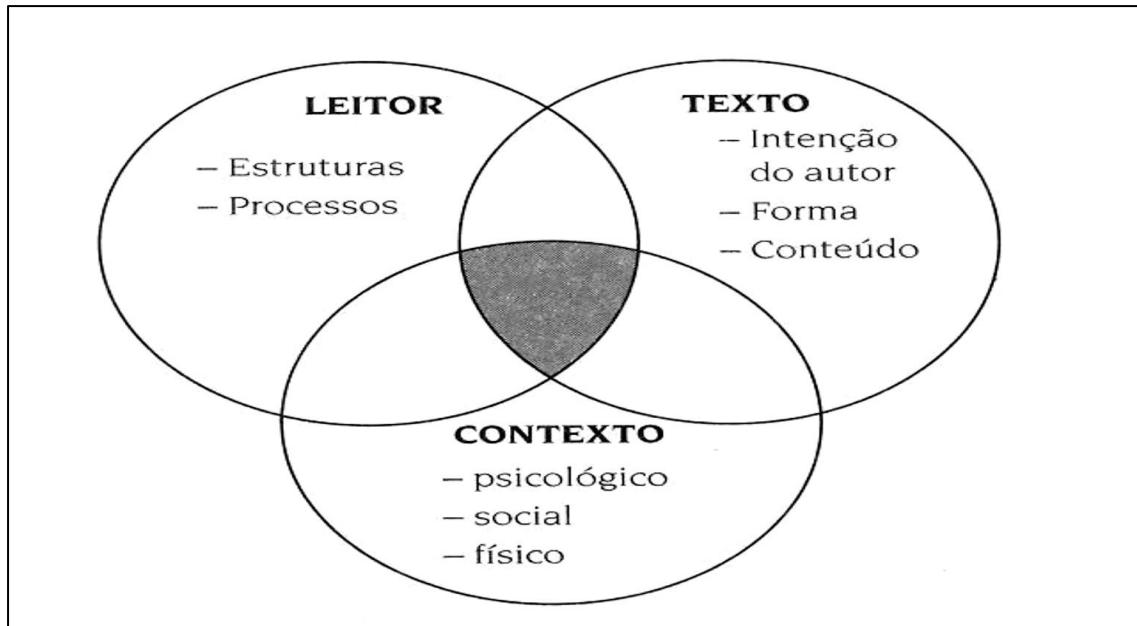 LEITOR
– Estruturas
– Processos
TEXTO
– Intenção
do autor
– Forma
– Conteúdo
CONTEXTO
– psicológico
– social
– físico